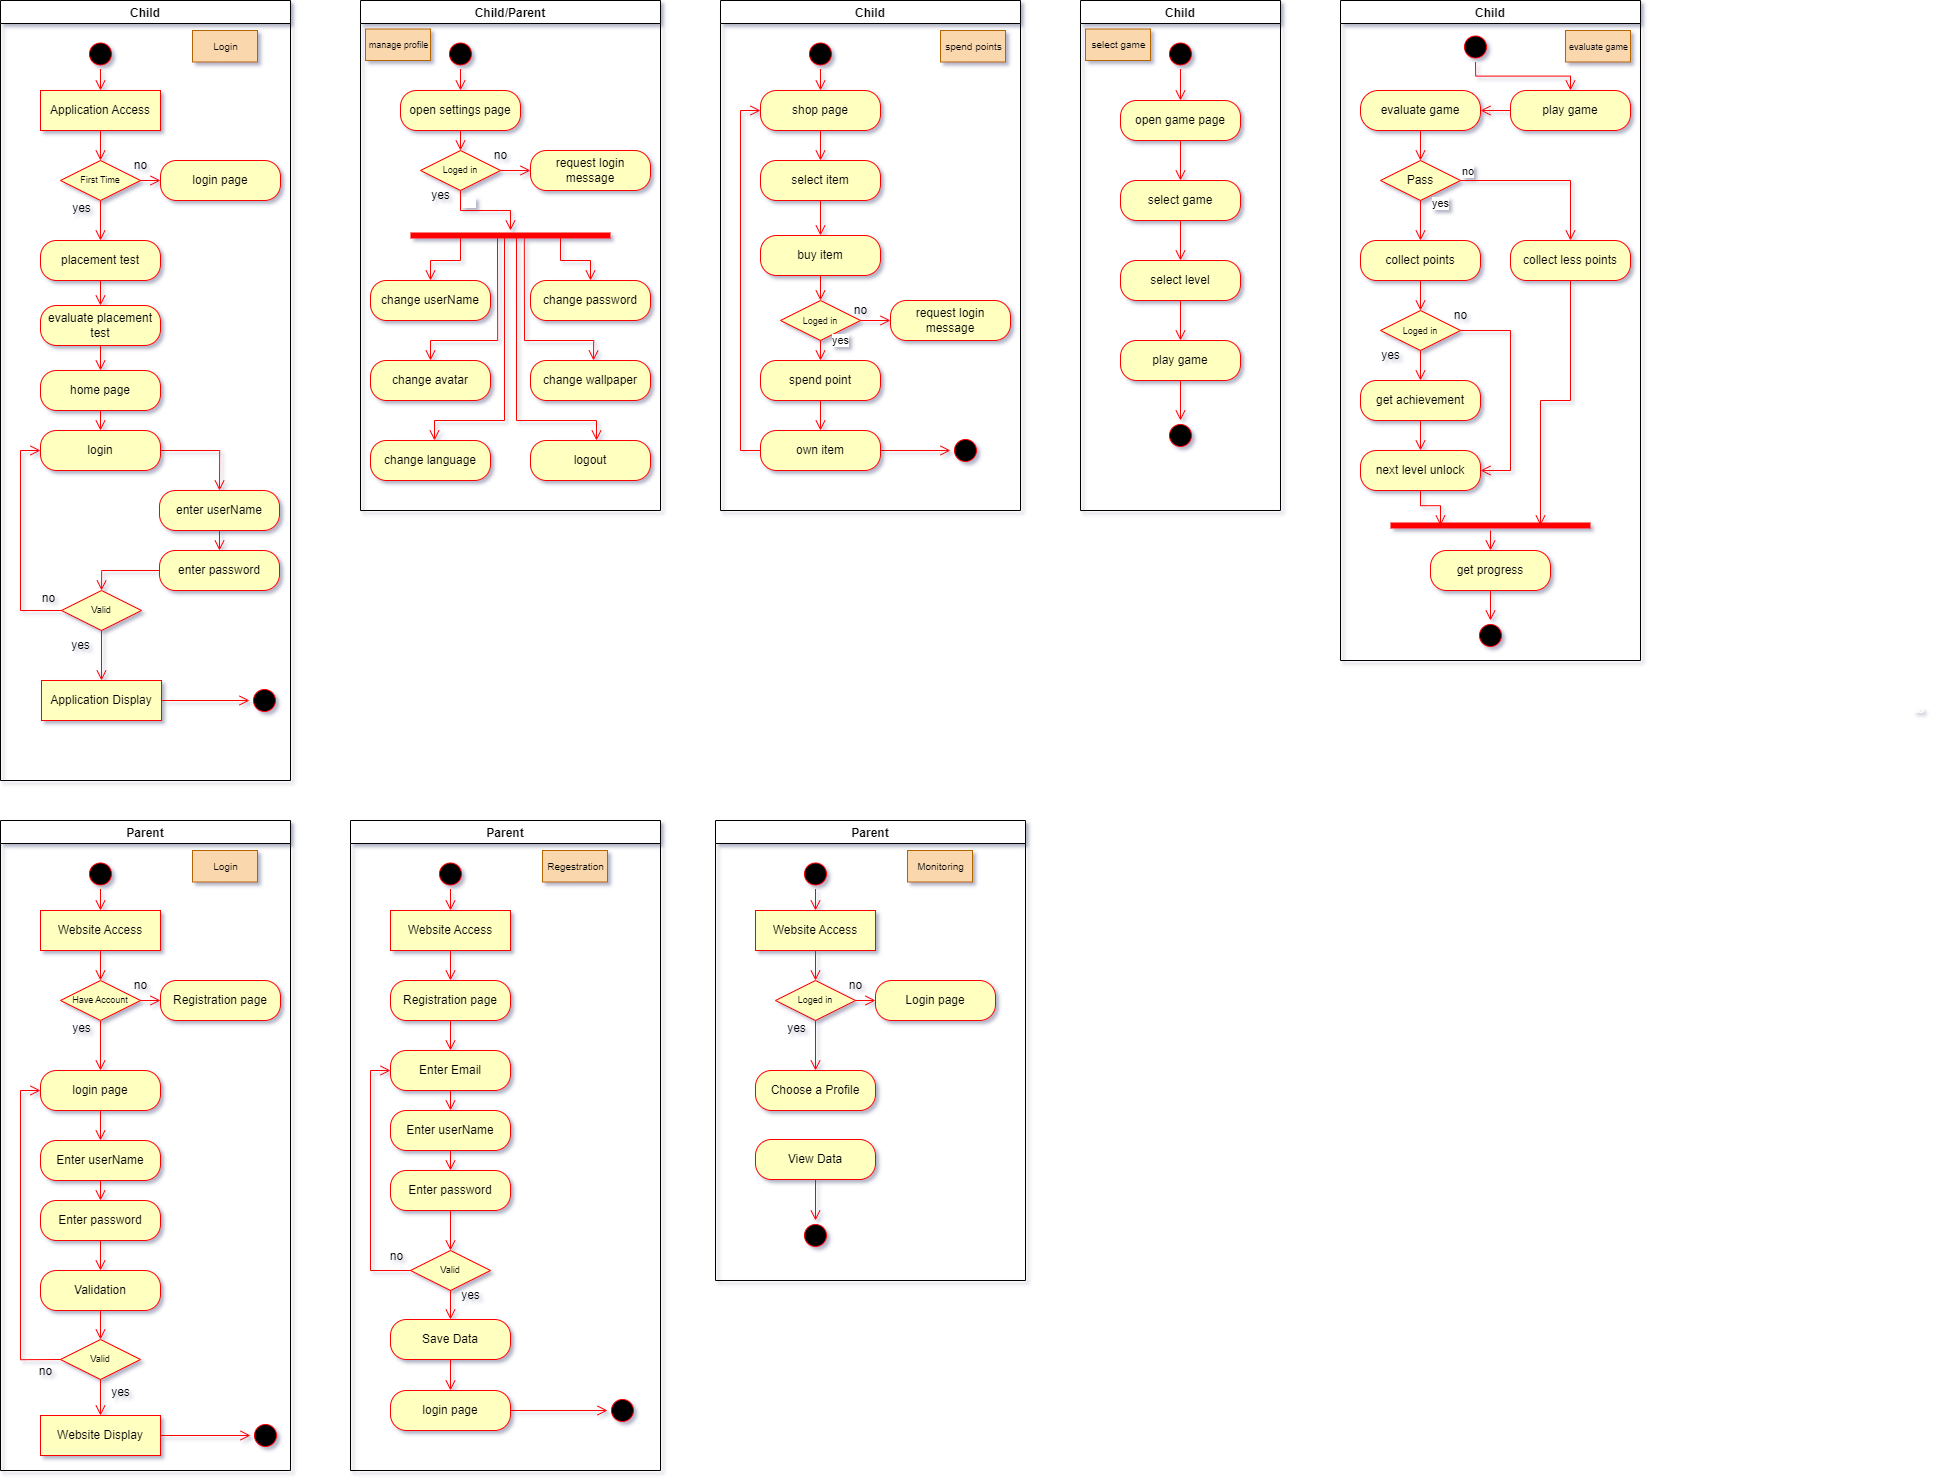 Child
Login
Application Access
First Time
no
login page
yes
placement test
evaluate placement
test
home page
login
enter userName
enter password
no
Valid
yes
Application Display
Child/Parent
manage profile
open settings page
Loged in
no
request login
message
yes
change userName
change password
change avatar
change wallpaper
change language
logout
Child
spend points
shop page
select item
buy item
Loged in
no
request login
message
yes
spend point
own item
Child
select game
open game page
select game
select level
play game
Child
evaluate game
evaluate game
play game
Pass
no
yes
collect points
collect less points
Loged in
no
yes
get achievement
next level unlock
get progress
Parent
Login
Website Access
Have Account
no
Registration page
yes
login page
Enter userName
Enter password
Validation
Valid
no
yes
Website Display
Parent
Regestration
Website Access
Registration page
Enter Email
Enter userName
Enter password
no
Valid
yes
Save Data
login page
Parent
Monitoring
Website Access
Loged in
no
Login page
yes
Choose a Profile
View Data